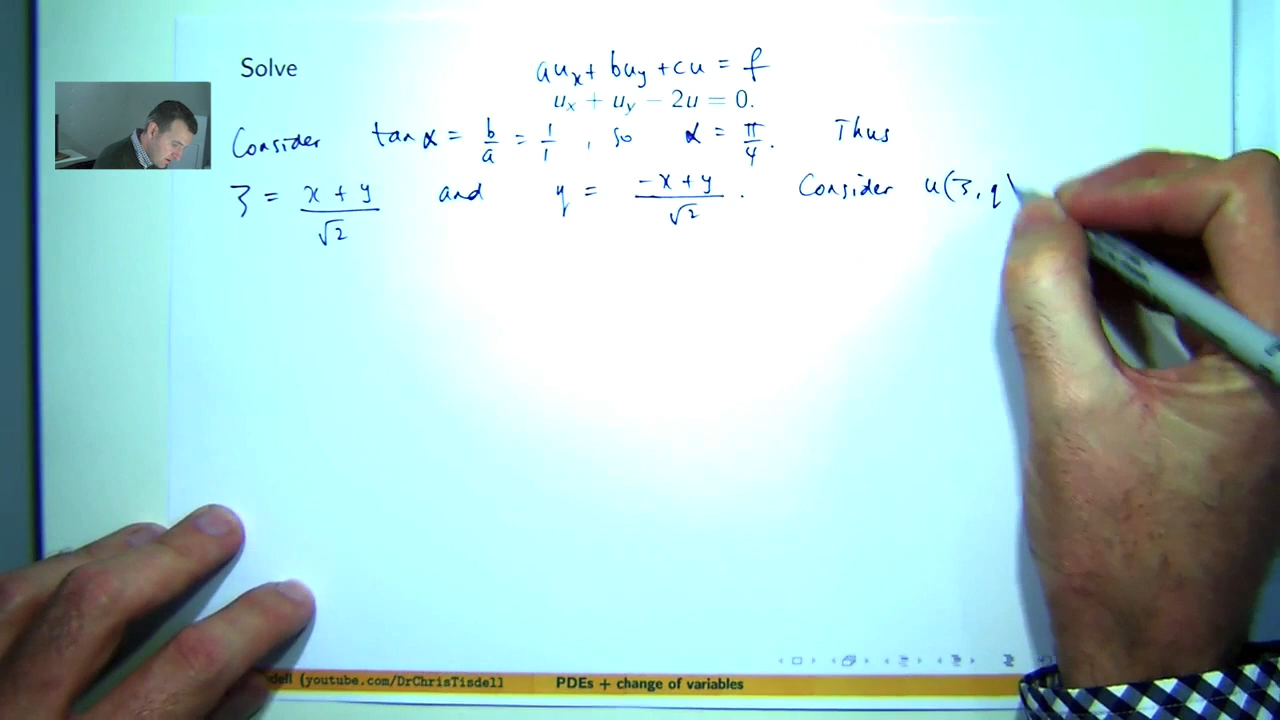 Solve
au_x + bu_y + cu = f
u_x + u_y − 2u = 0.
Consider tan α = b/a = 1/1 , so α = π/4. Thus
ξ = (x + y)/√2 and η = (−x + y)/√2 . Consider u(ξ, η)
dell (youtube.com/DrChrisTisdell PDEs + change of variables